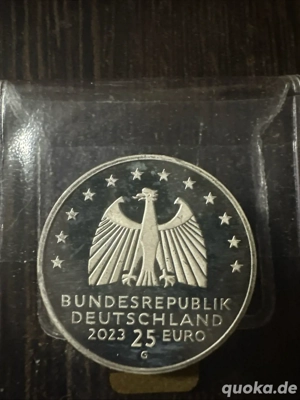 BUNDESREPUBLIK
DEUTSCHLAND
2023 25 EURO
G
quoka.de